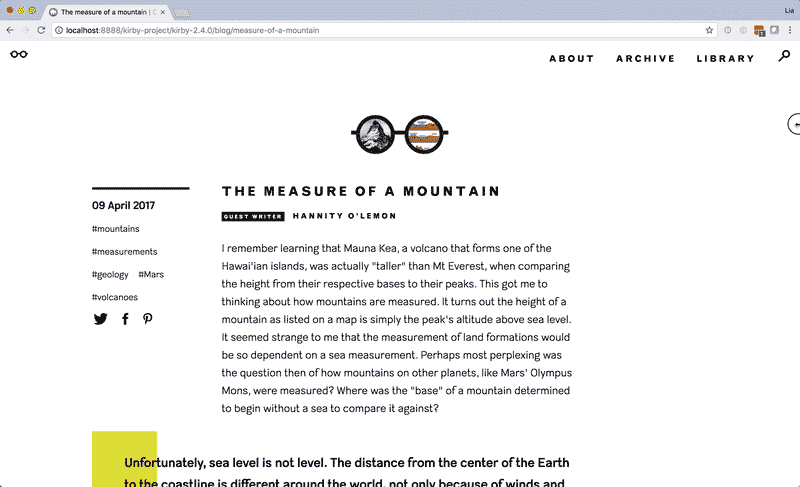 Lia
The measure of a mountain |
localhost:8888/kirby-project/kirby-2.4.0/blog/measure-of-a-mountain
ABOUT ARCHIVE LIBRARY
THE MEASURE OF A MOUNTAIN
09 April 2017
GUEST WRITER HANNITY O'LEMON
#mountains
#measurements
#geology #Mars
#volcanoes
I remember learning that Mauna Kea, a volcano that forms one of the
Hawai'ian islands, was actually "taller" than Mt Everest, when comparing
the height from their respective bases to their peaks. This got me to
thinking about how mountains are measured. It turns out the height of a
mountain as listed on a map is simply the peak's altitude above sea level.
It seemed strange to me that the measurement of land formations would
be so dependent on a sea measurement. Perhaps most perplexing was
the question then of how mountains on other planets, like Mars' Olympus
Mons, were measured? Where was the "base" of a mountain determined
to begin without a sea to compare it against?
Unfortunately, sea level is not level. The distance from the center of the Earth
to the coastline is different around the world, not only because of winds and